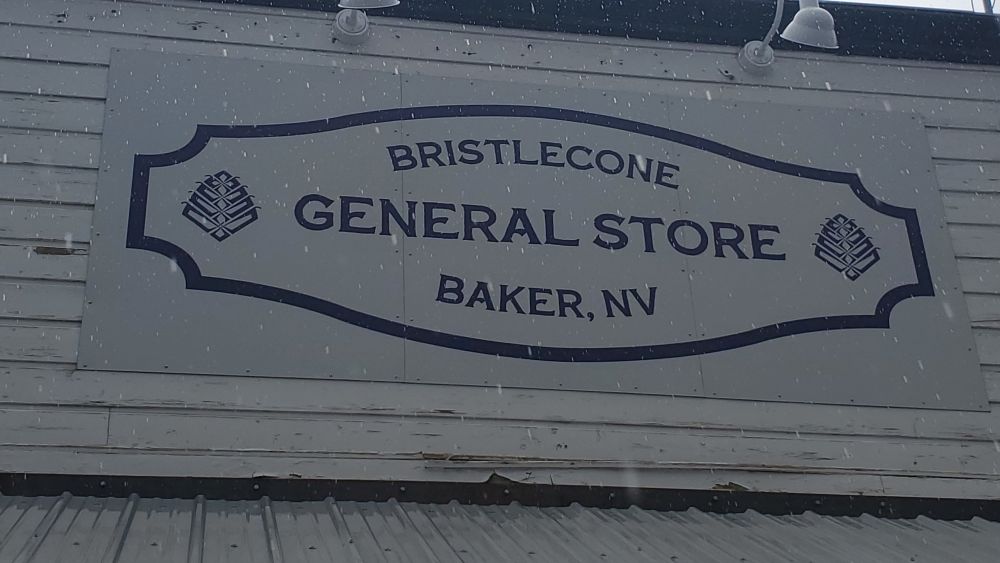 BRISTLECONE
GENERAL STORE
BAKER, NV